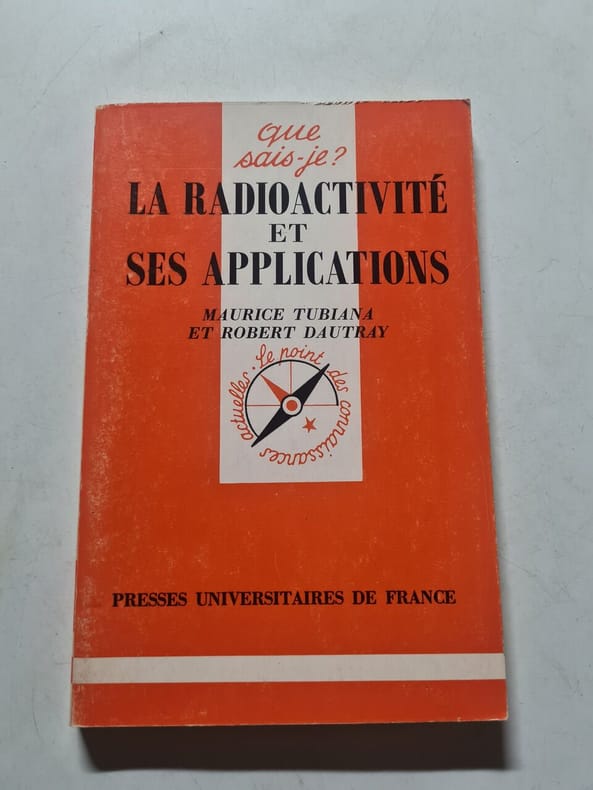 que
sais-je?
LA RADIOACTIVITÉ
ET
SES APPLICATIONS
MAURICE TUBIANA
ET ROBERT DAUTRAY
Le point des connaissances actuelles.
PRESSES UNIVERSITAIRES DE FRANCE